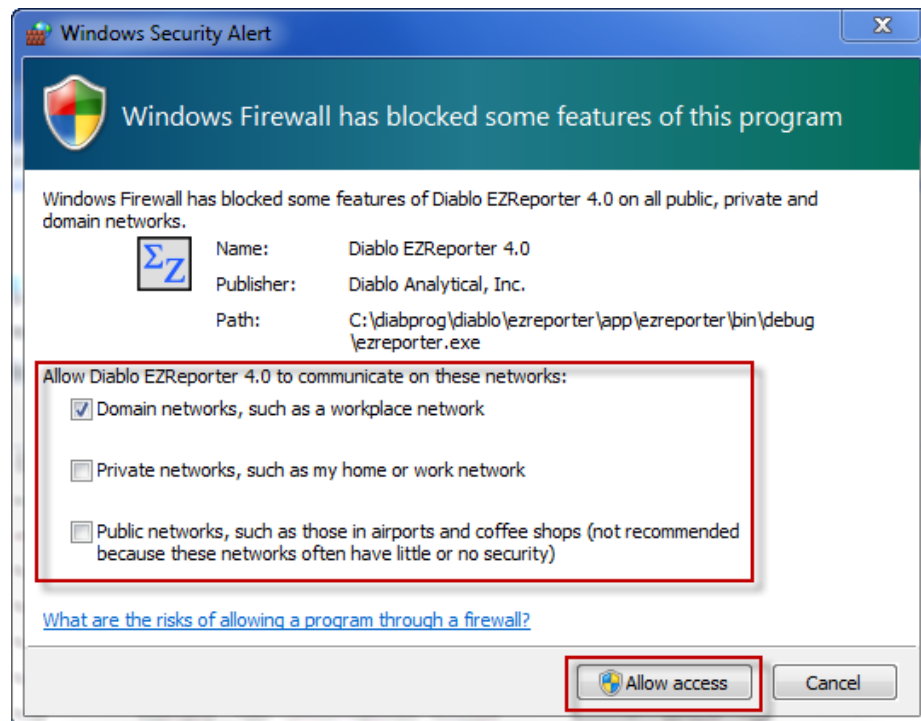 Windows Security Alert
Windows Firewall has blocked some features of this program
Windows Firewall has blocked some features of Diablo EZReporter 4.0 on all public, private and
domain networks.
ΣZ
Name: Diablo EZReporter 4.0
Publisher: Diablo Analytical, Inc.
Path: C:\diabprog\diablo\ezreporter\app\ezreporter\bin\debug
\ezreporter.exe
Allow Diablo EZReporter 4.0 to communicate on these networks:
Domain networks, such as a workplace network
Private networks, such as my home or work network
Public networks, such as those in airports and coffee shops (not recommended
because these networks often have little or no security)
What are the risks of allowing a program through a firewall?
Allow access Cancel